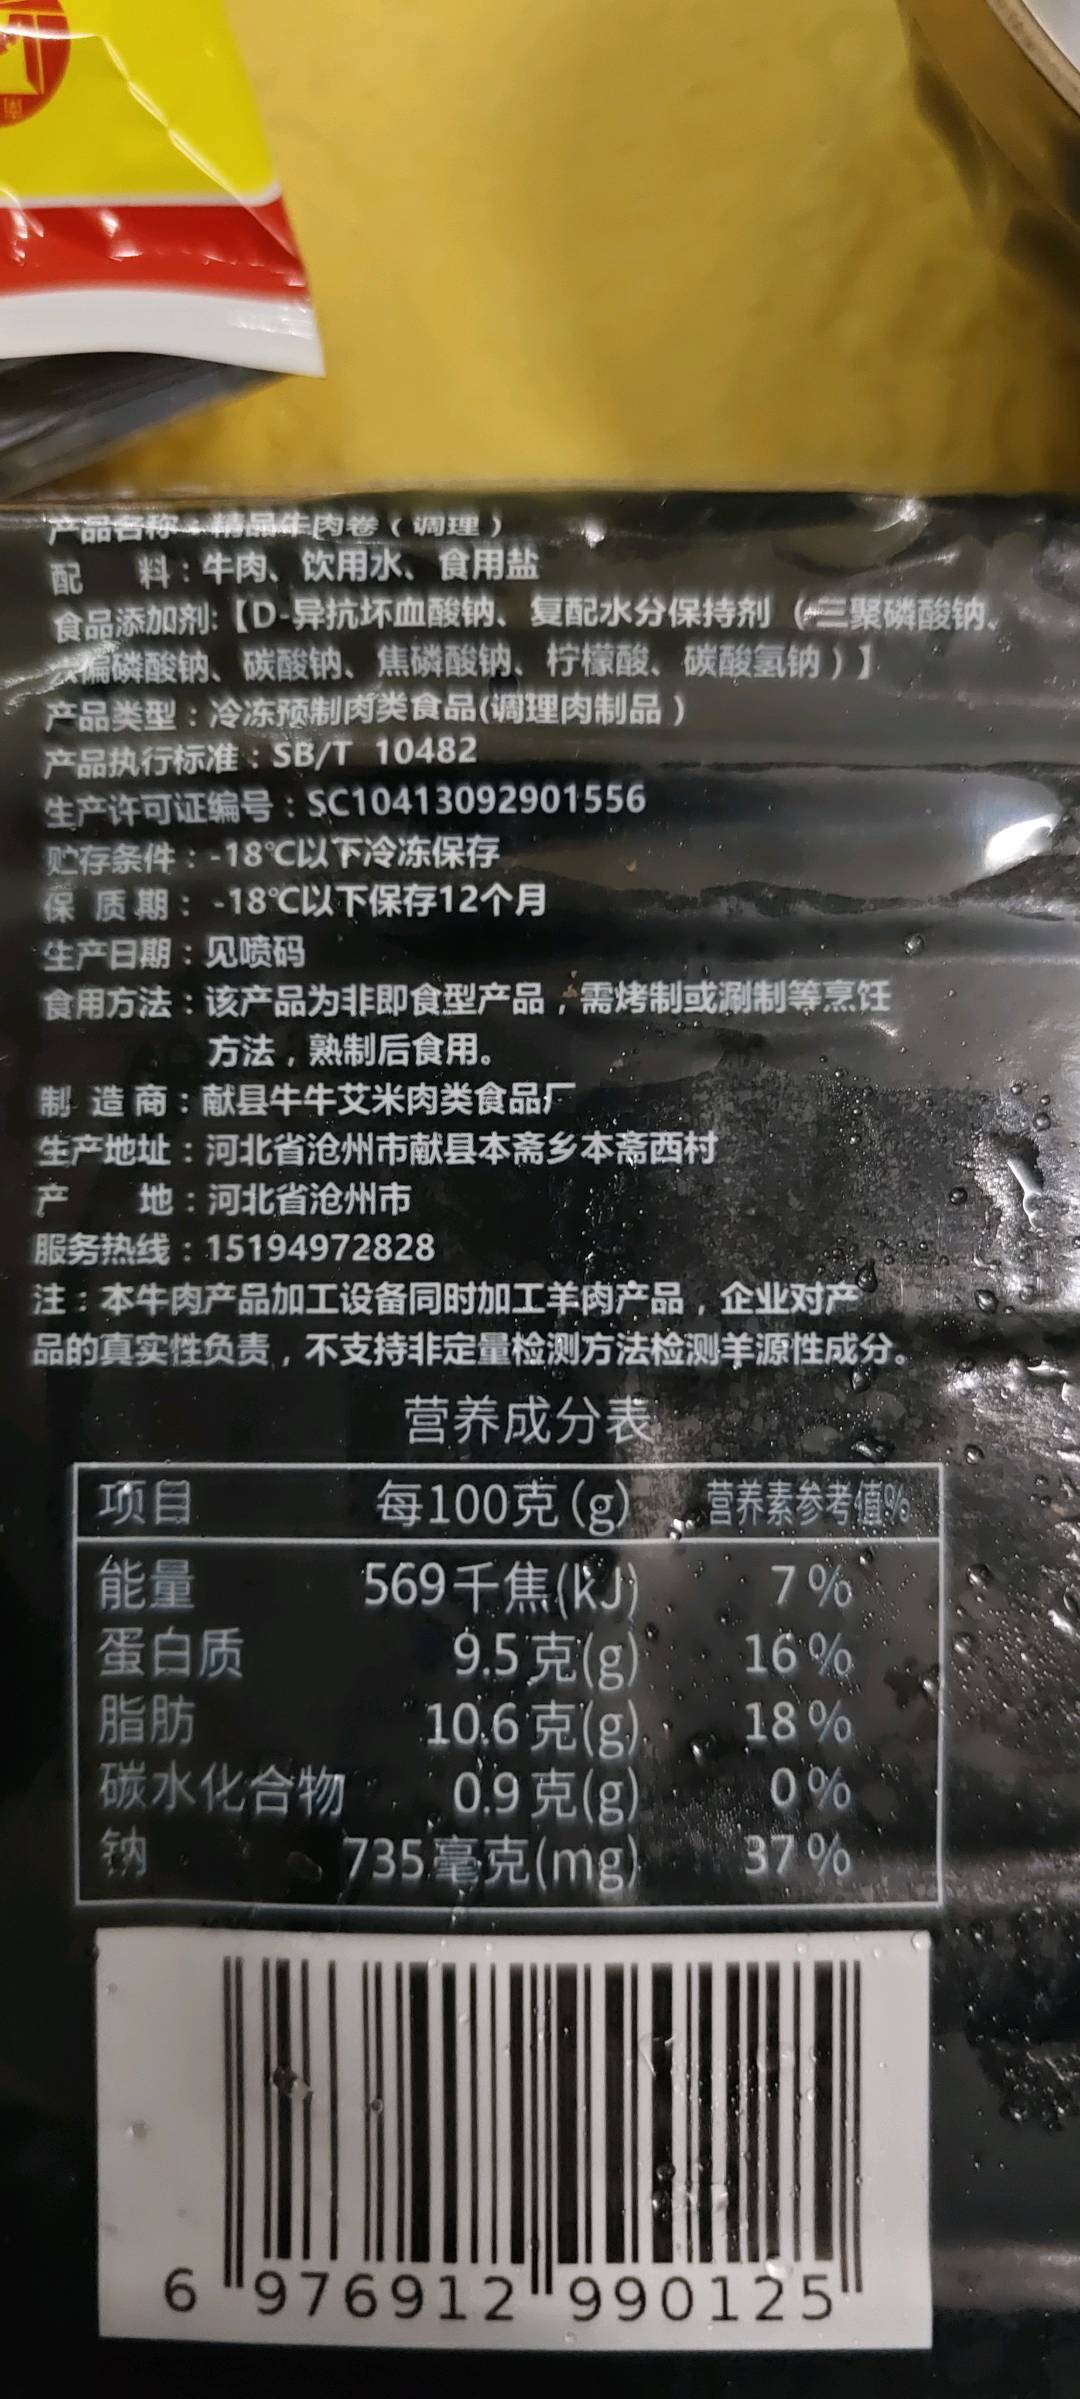 产品名称：精品牛肉卷（调理）
配 料：牛肉、饮用水、食用盐
食品添加剂:【D-异抗坏血酸钠、复配水分保持剂（三聚磷酸钠、
六偏磷酸钠、碳酸钠、焦磷酸钠、柠檬酸、碳酸氢钠）】
产品类型：冷冻预制肉类食品(调理肉制品）
产品执行标准：SB/T 10482
生产许可证编号：SC10413092901556
贮存条件：-18℃以下冷冻保存
保质期：-18℃以下保存12个月
生产日期：见喷码
食用方法：该产品为非即食型产品，需烤制或涮制等烹饪
方法，熟制后食用。
制造商：献县牛牛艾米肉类食品厂
生产地址：河北省沧州市献县本斋乡本斋西村
产 地：河北省沧州市
服务热线：15194972828
注：本牛肉产品加工设备同时加工羊肉产品，企业对产
品的真实性负责，不支持非定量检测方法检测羊源性成分。
营养成分表
项目 每100克(g) 营养素参考值%
能量 569千焦(kJ) 7%
蛋白质 9.5克(g) 16%
脂肪 10.6克(g) 18%
碳水化合物 0.9克(g) 0%
钠 735毫克(mg) 37%
6 976912 990125